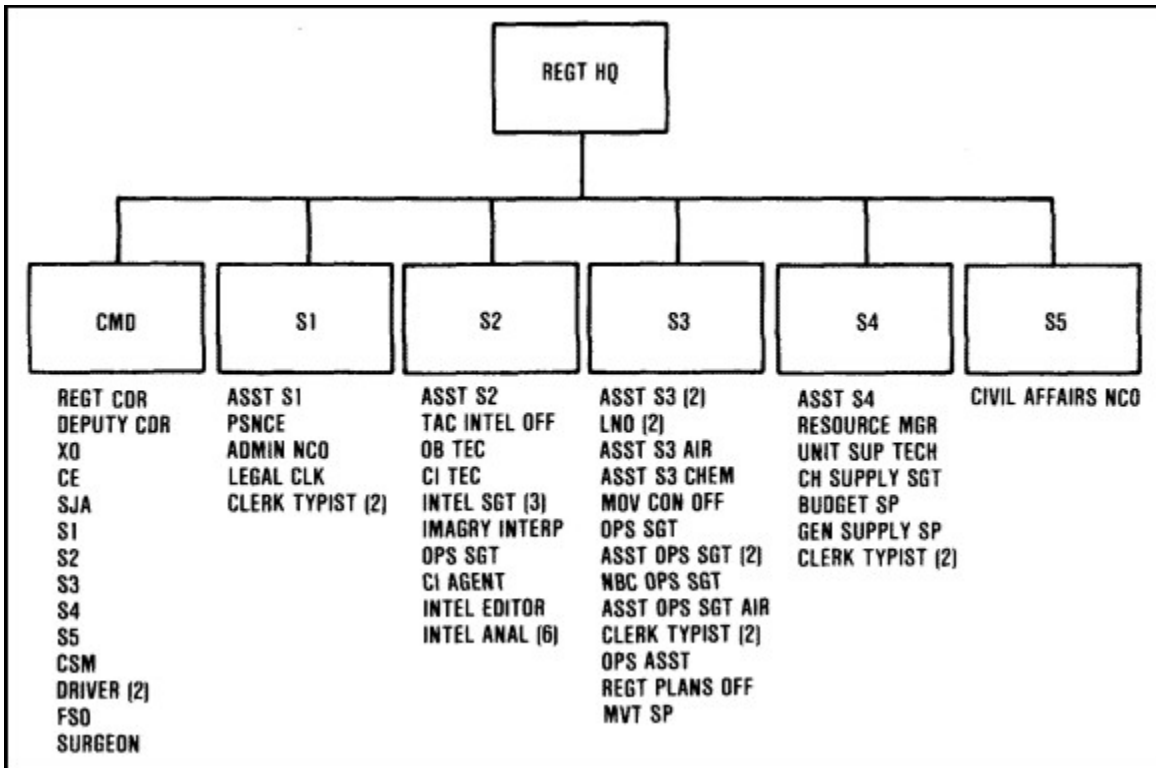 REGT HQ
CMD
S1
S2
S3
S4
S5
REGT CDR
DEPUTY CDR
XO
CE
SJA
S1
S2
S3
S4
S5
CSM
DRIVER (2)
FSO
SURGEON
ASST S1
PSNCE
ADMIN NCO
LEGAL CLK
CLERK TYPIST (2)
ASST S2
TAC INTEL OFF
OB TEC
CI TEC
INTEL SGT (3)
IMAGRY INTERP
OPS SGT
CI AGENT
INTEL EDITOR
INTEL ANAL (6)
ASST S3 (2)
LNO (2)
ASST S3 AIR
ASST S3 CHEM
MOV CON OFF
OPS SGT
ASST OPS SGT (2)
NBC OPS SGT
ASST OPS SGT AIR
CLERK TYPIST (2)
OPS ASST
REGT PLANS OFF
MVT SP
ASST S4
RESOURCE MGR
UNIT SUP TECH
CH SUPPLY SGT
BUDGET SP
GEN SUPPLY SP
CLERK TYPIST (2)
CIVIL AFFAIRS NCO